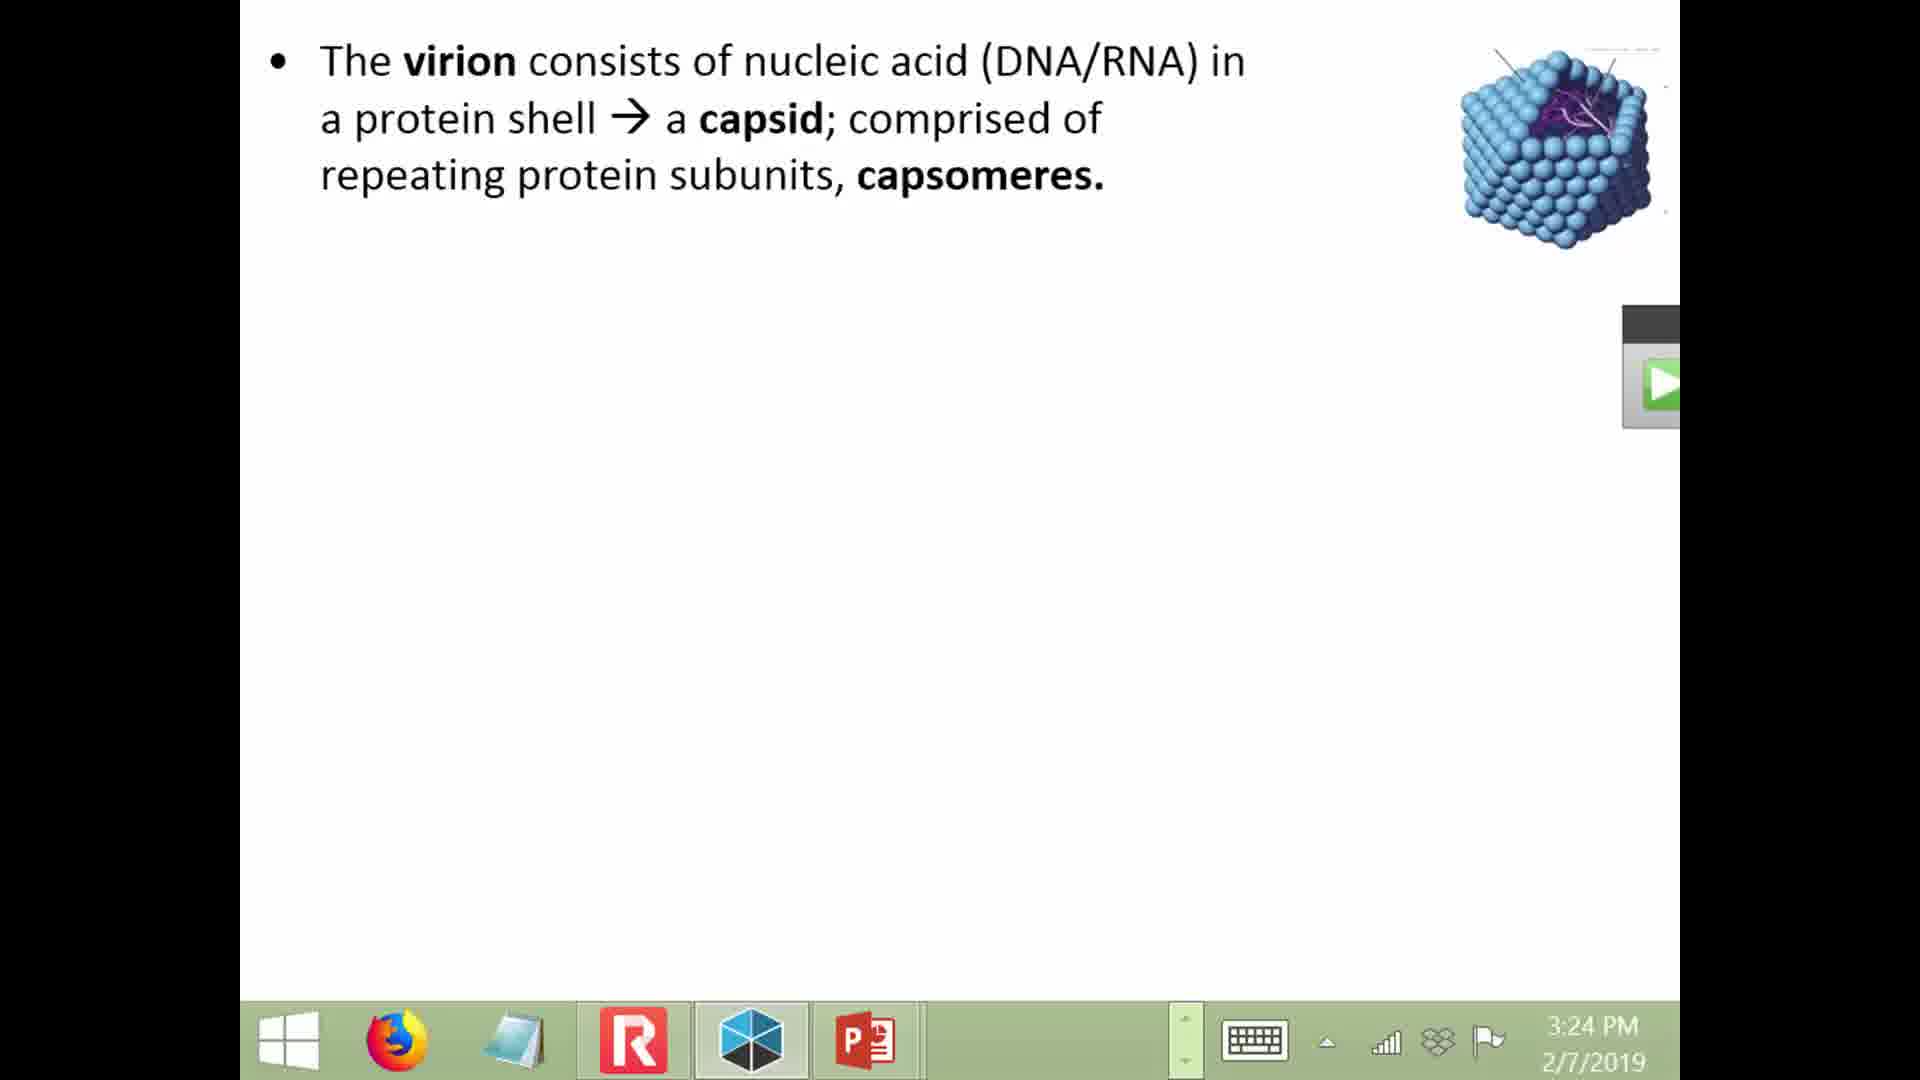 • The virion consists of nucleic acid (DNA/RNA) in
a protein shell → a capsid; comprised of
repeating protein subunits, capsomeres.
R
P
3:24 PM
2/7/2019